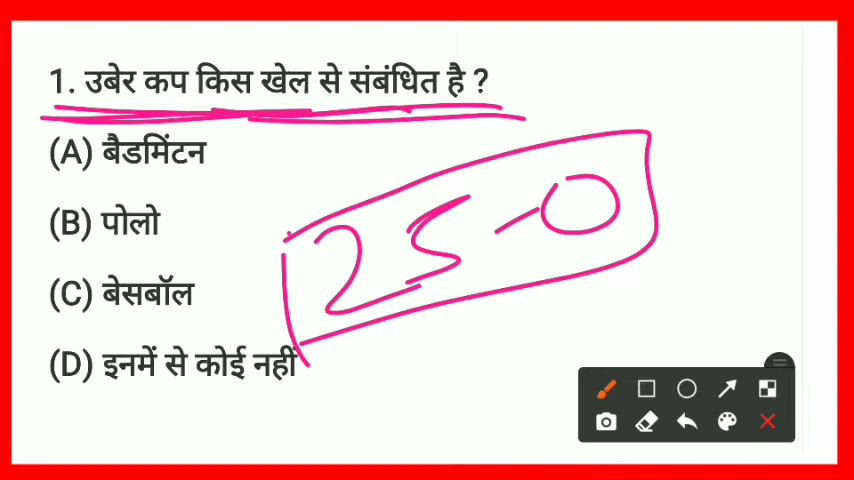 1. उबेर कप किस खेल से संबंधित है ?
(A) बैडमिंटन
(B) पोलो
25-0
(C) बेसबॉल
(D) इनमें से कोई नहीं